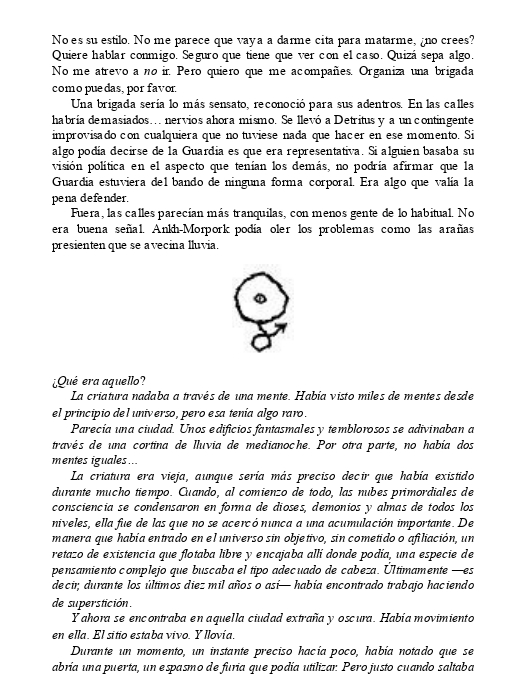 No es su estilo. No me parece que vaya a darme cita para matarme, ¿no crees?
Quiere hablar conmigo. Seguro que tiene que ver con el caso. Quizá sepa algo.
No me atrevo a no ir. Pero quiero que me acompañes. Organiza una brigada
como puedas, por favor.
Una brigada sería lo más sensato, reconoció para sus adentros. En las calles
habría demasiados… nervios ahora mismo. Se llevó a Detritus y a un contingente
improvisado con cualquiera que no tuviese nada que hacer en ese momento. Si
algo podía decirse de la Guardia es que era representativa. Si alguien basaba su
visión política en el aspecto que tenían los demás, no podría afirmar que la
Guardia estuviera del bando de ninguna forma corporal. Era algo que valía la
pena defender.
Fuera, las calles parecían más tranquilas, con menos gente de lo habitual. No
era buena señal. Ankh-Morpork podía oler los problemas como las arañas
presienten que se avecina lluvia.
¿Qué era aquello?
La criatura nadaba a través de una mente. Había visto miles de mentes desde
el principio del universo, pero esa tenía algo raro.
Parecía una ciudad. Unos edificios fantasmales y temblorosos se adivinaban a
través de una cortina de lluvia de medianoche. Por otra parte, no había dos
mentes iguales…
La criatura era vieja, aunque sería más preciso decir que había existido
durante mucho tiempo. Cuando, al comienzo de todo, las nubes primordiales de
consciencia se condensaron en forma de dioses, demonios y almas de todos los
niveles, ella fue de las que no se acercó nunca a una acumulación importante. De
manera que había entrado en el universo sin objetivo, sin cometido o afiliación, un
retazo de existencia que flotaba libre y encajaba allí donde podía, una especie de
pensamiento complejo que buscaba el tipo adecuado de cabeza. Últimamente —es
decir, durante los últimos diez mil años o así— había encontrado trabajo haciendo
de superstición.
Y ahora se encontraba en aquella ciudad extraña y oscura. Había movimiento
en ella. El sitio estaba vivo. Y llovía.
Durante un momento, un instante preciso hacía poco, había notado que se
abría una puerta, un espasmo de furia que podía utilizar. Pero justo cuando saltaba